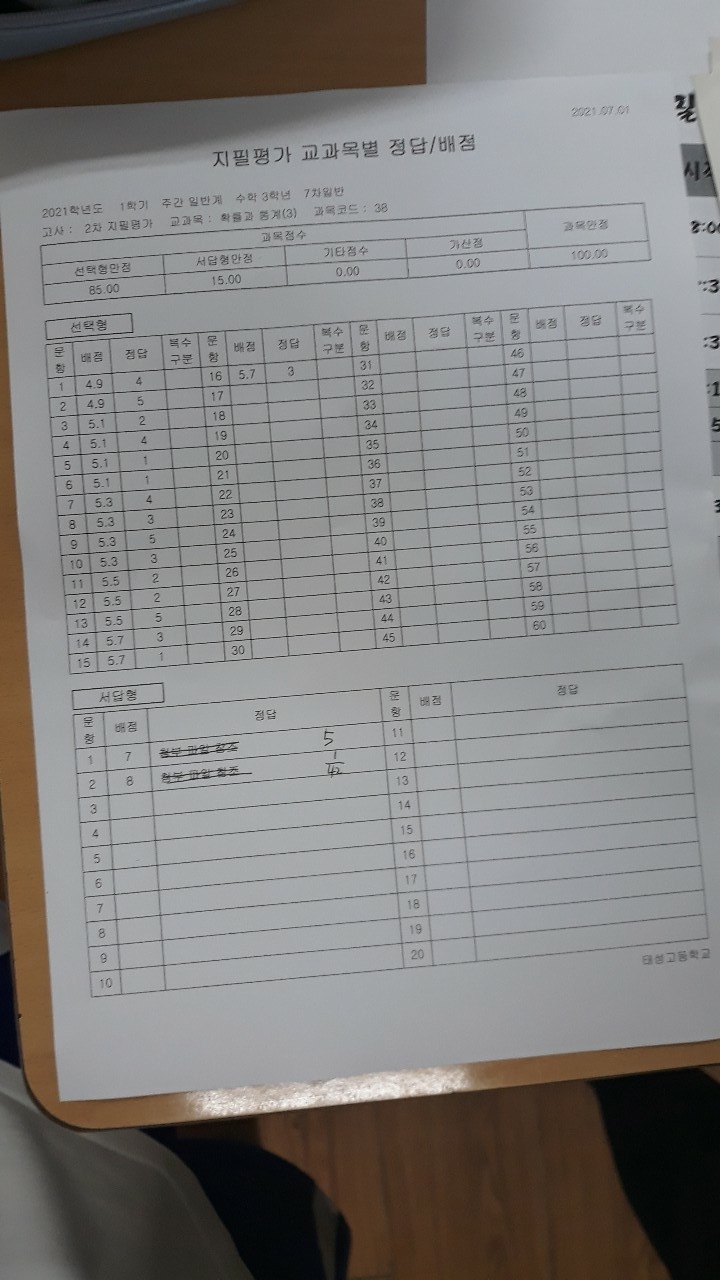 2021.07.01
지필평가 교과목별 정답/배점
2021학년도 1학기 주간 일반계 수학 3학년 7차일반
고사 : 2차 지필평가 교과목 : 확률과 통계(3) 과목코드 : 38
과목점수 과목만점
선택형만점 서답형만점 기타점수 가산점
85.00 15.00 0.00 0.00 100.00
선택형
문항 배점 정답 복수구분 문항 배점 정답 복수구분 문항 배점 정답 복수구분 문항 배점 정답 복수구분
1 4.9 4 16 5.7 3 31 46
2 4.9 5 17 32 47
3 5.1 2 18 33 48
4 5.1 4 19 34 49
5 5.1 1 20 35 50
6 5.1 1 21 36 51
7 5.3 4 22 37 52
8 5.3 3 23 38 53
9 5.3 5 24 39 54
10 5.3 3 25 40 55
11 5.5 2 26 41 56
12 5.5 2 27 42 57
13 5.5 5 28 43 58
14 5.7 3 29 44 59
15 5.7 1 30 45 60
서답형
문항 배점 정답 문항 배점 정답
1 7 첨부 파일 참조 5 11
2 8 첨부 파일 참조 1/42 12
3 13
4 14
5 15
6 16
7 17
8 18
9 19
10 20
태성고등학교